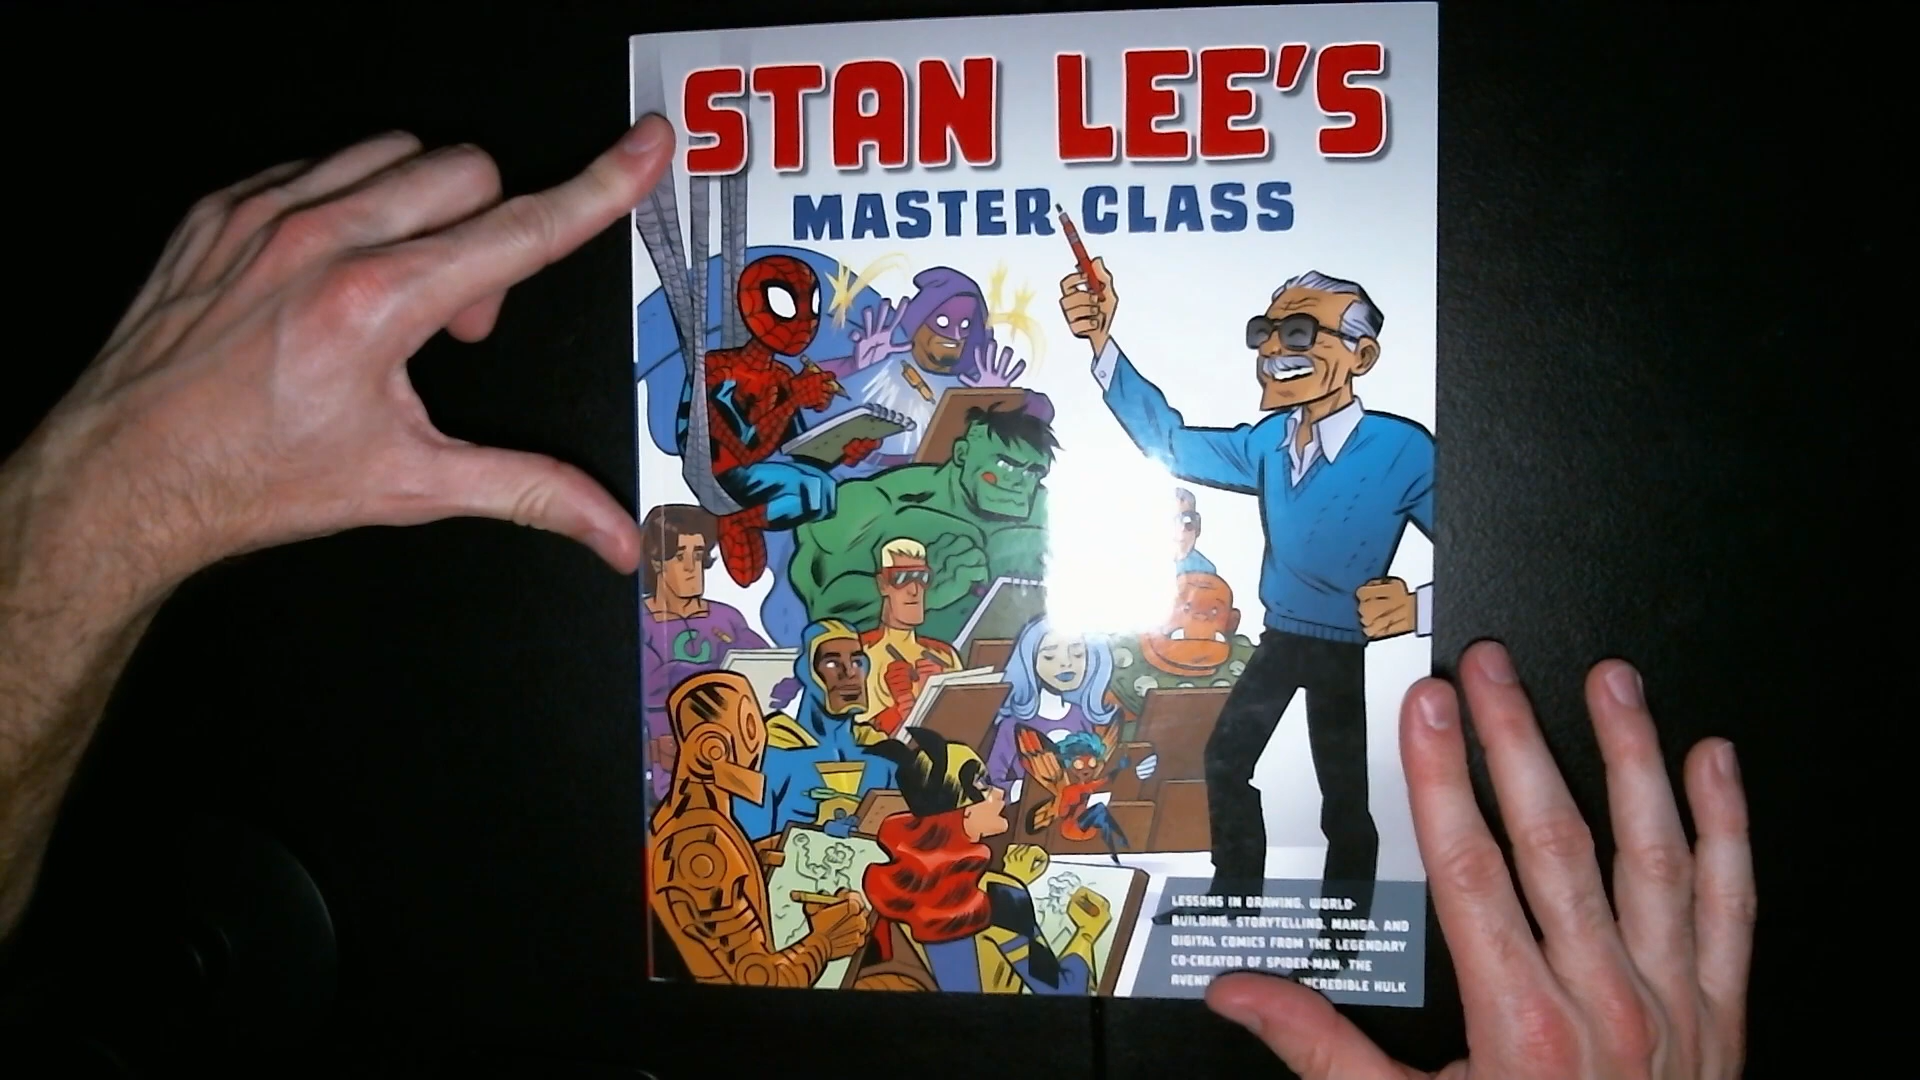 STAN LEE'S
MASTER CLASS
LESSONS IN DRAWING, WORLD-
BUILDING, STORYTELLING, MANGA, AND
DIGITAL COMICS FROM THE LEGENDARY
CO-CREATOR OF SPIDER-MAN, THE
INCREDIBLE HULK